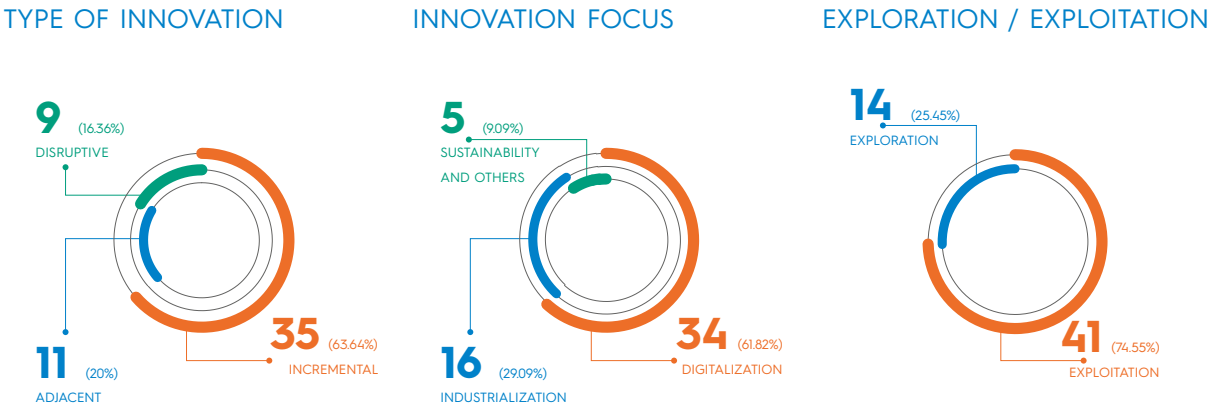 TYPE OF INNOVATION
9 (16.36%)
DISRUPTIVE
35 (63.64%)
INCREMENTAL
11 (20%)
ADJACENT
INNOVATION FOCUS
5 (9.09%)
SUSTAINABILITY
AND OTHERS
34 (61.82%)
DIGITALIZATION
16 (29.09%)
INDUSTRIALIZATION
EXPLORATION / EXPLOITATION
14 (25.45%)
EXPLORATION
41 (74.55%)
EXPLOITATION